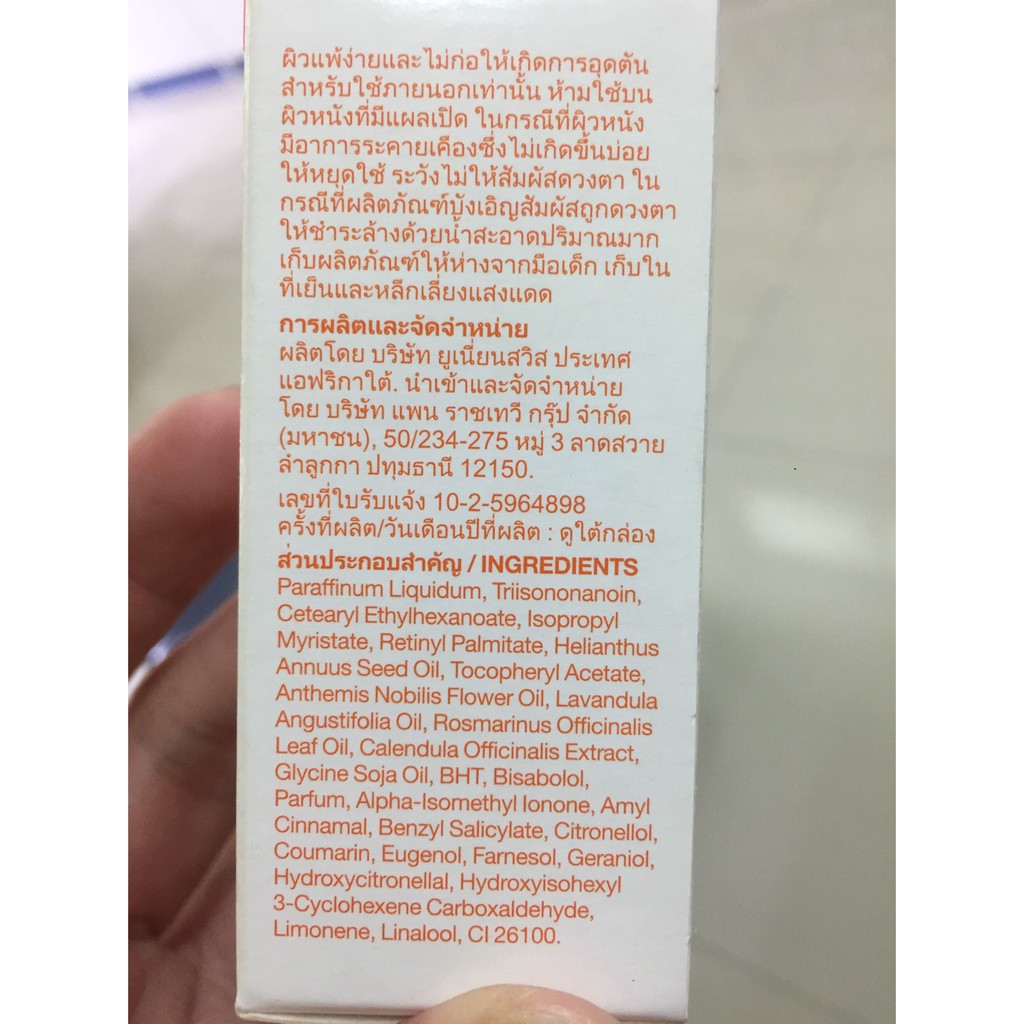 ผิวแพ้ง่ายและไม่ก่อให้เกิดการอุดตัน
สำหรับใช้ภายนอกเท่านั้น ห้ามใช้บน
ผิวหนังที่มีแผลเปิด ในกรณีที่ผิวหนัง
มีอาการระคายเคืองซึ่งไม่เกิดขึ้นบ่อย
ให้หยุดใช้ ระวังไม่ให้สัมผัสดวงตา ใน
กรณีที่ผลิตภัณฑ์บังเอิญสัมผัสถูกดวงตา
ให้ชำระล้างด้วยน้ำสะอาดปริมาณมาก
เก็บผลิตภัณฑ์ให้ห่างจากมือเด็ก เก็บใน
ที่เย็นและหลีกเลี่ยงแสงแดด
การผลิตและจัดจำหน่าย
ผลิตโดย บริษัท ยูเนี่ยนสวิส ประเทศ
แอฟริกาใต้. นำเข้าและจัดจำหน่าย
โดย บริษัท แพน ราชเทวี กรุ๊ป จำกัด
(มหาชน), 50/234-275 หมู่ 3 ลาดสวาย
ลำลูกกา ปทุมธานี 12150.
เลขที่ใบรับแจ้ง 10-2-5964898
ครั้งที่ผลิต/วันเดือนปีที่ผลิต : ดูใต้กล่อง
ส่วนประกอบสำคัญ / INGREDIENTS
Paraffinum Liquidum, Triisononanoin,
Cetearyl Ethylhexanoate, Isopropyl
Myristate, Retinyl Palmitate, Helianthus
Annuus Seed Oil, Tocopheryl Acetate,
Anthemis Nobilis Flower Oil, Lavandula
Angustifolia Oil, Rosmarinus Officinalis
Leaf Oil, Calendula Officinalis Extract,
Glycine Soja Oil, BHT, Bisabolol,
Parfum, Alpha-Isomethyl Ionone, Amyl
Cinnamal, Benzyl Salicylate, Citronellol,
Coumarin, Eugenol, Farnesol, Geraniol,
Hydroxycitronellal, Hydroxyisohexyl
3-Cyclohexene Carboxaldehyde,
Limonene, Linalool, CI 26100.